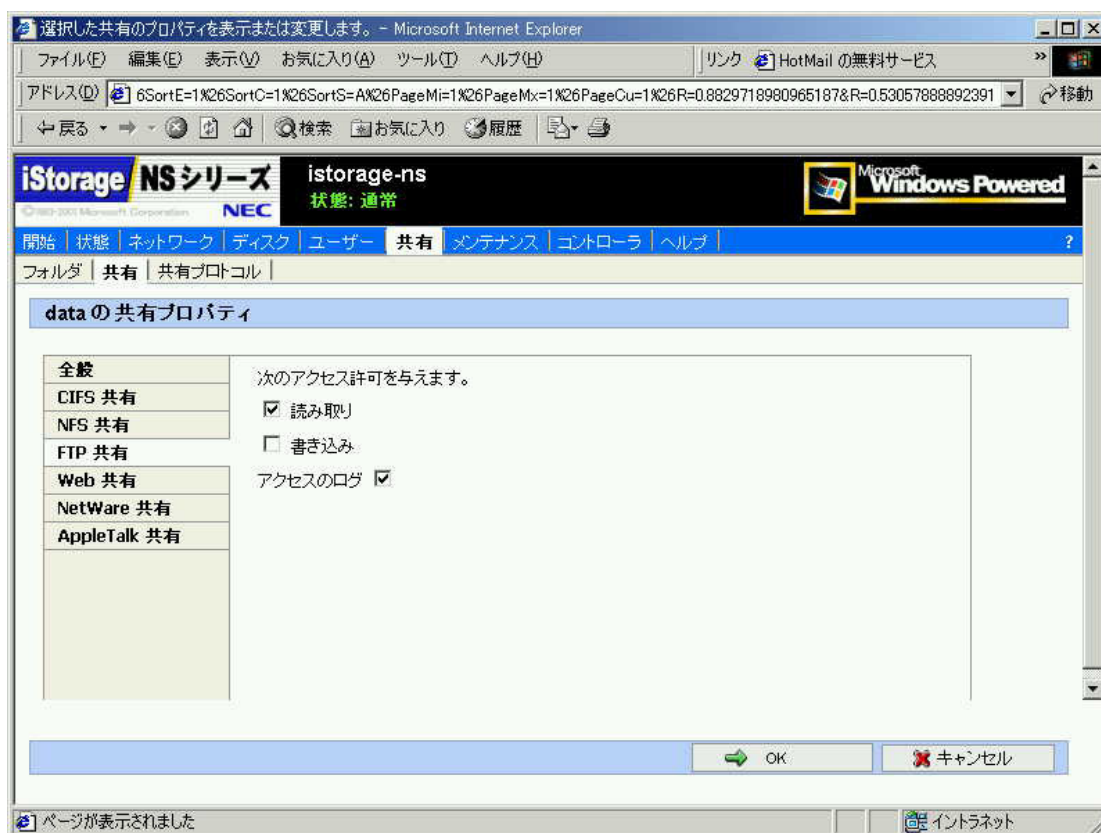 選択した共有のプロパティを表示または変更します。 - Microsoft Internet Explorer
ファイル(F) 編集(E) 表示(V) お気に入り(A) ツール(T) ヘルプ(H) リンク HotMail の無料サービス »
アドレス(D) 6SortE=1%26SortC=1%26SortS=A%26PageMi=1%26PageMx=1%26PageCu=1%26R=0.8829718980965187&R=0.53057888892391 移動
戻る 検索 お気に入り 履歴
iStorage NSシリーズ istorage-ns Microsoft Windows Powered
NEC 状態: 通常
開始 状態 ネットワーク ディスク ユーザー 共有 メンテナンス コントローラ ヘルプ ?
フォルダ 共有 共有プロトコル
data の 共有プロパティ
全般
CIFS 共有
NFS 共有
FTP 共有
Web 共有
NetWare 共有
AppleTalk 共有
次のアクセス許可を与えます。
読み取り
書き込み
アクセスのログ
OK キャンセル
ページが表示されました イントラネット